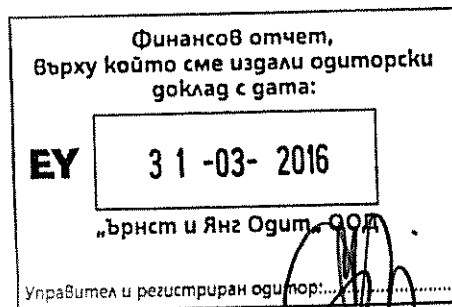 Финансов отчет,
върху който сме издали одиторски
доклад с дата:
EY
31 -03- 2016
„Ърнст и Янг Одит„ ООД
Управител и регистриран одитор: